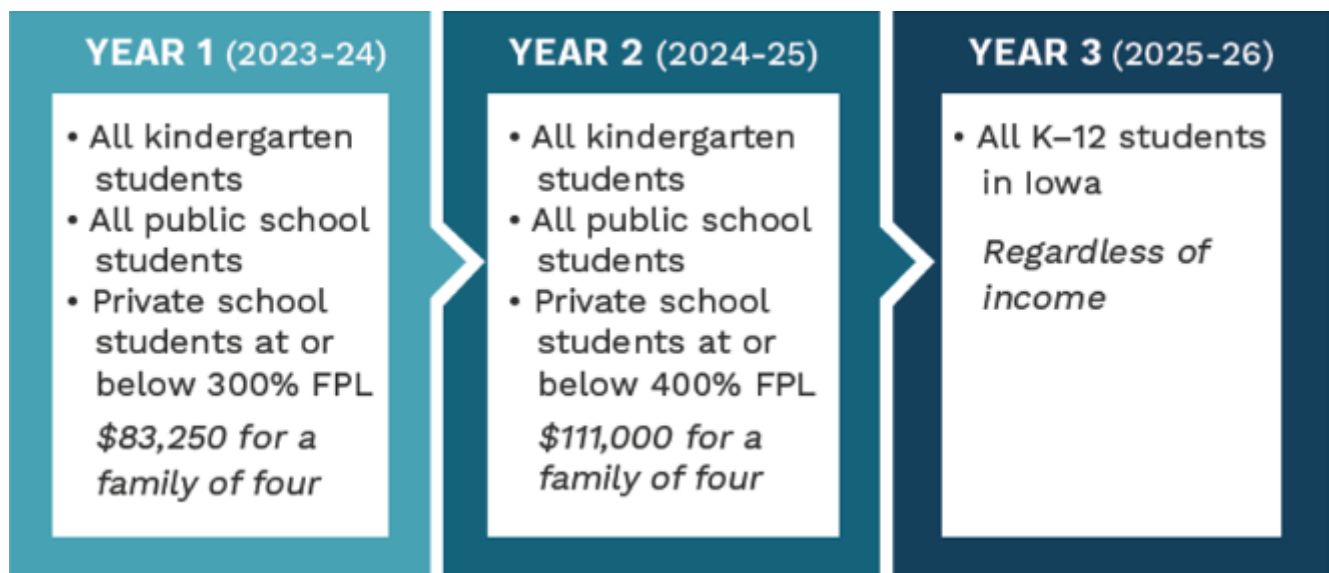 YEAR 1 (2023-24)
• All kindergarten
students
• All public school
students
• Private school
students at or
below 300% FPL
$83,250 for a
family of four
YEAR 2 (2024-25)
• All kindergarten
students
• All public school
students
• Private school
students at or
below 400% FPL
$111,000 for a
family of four
YEAR 3 (2025-26)
• All K–12 students
in Iowa
Regardless of
income